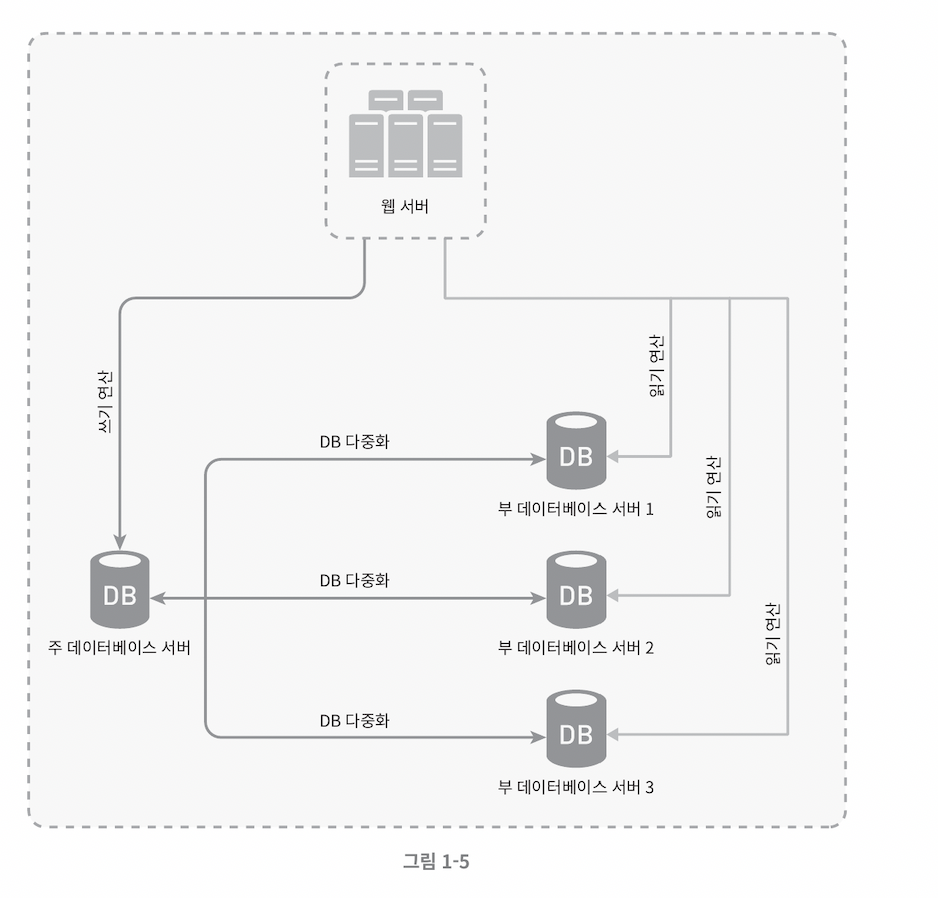 웹 서버
쓰기 연산
읽기 연산
DB 다중화
DB
부 데이터베이스 서버 1
읽기 연산
DB
주 데이터베이스 서버
DB 다중화
DB
부 데이터베이스 서버 2
읽기 연산
DB 다중화
DB
부 데이터베이스 서버 3
그림 1-5